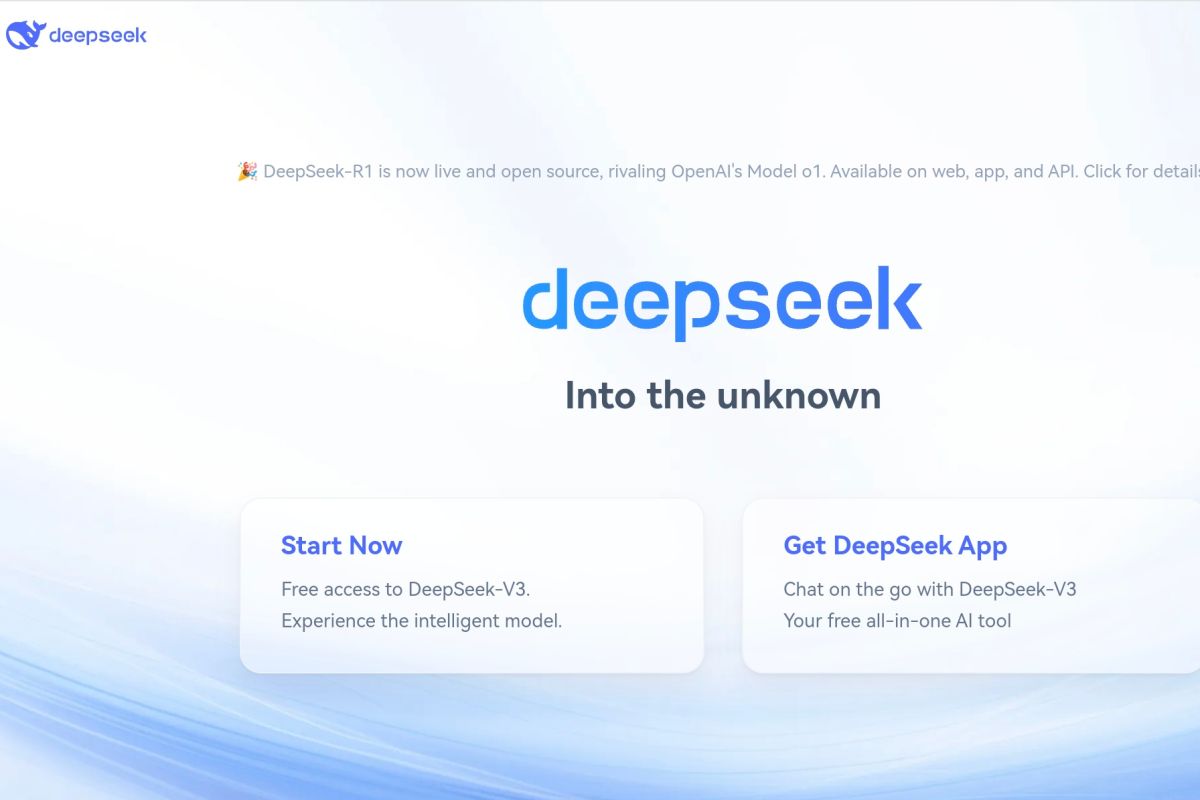 deepseek
🎉 DeepSeek-R1 is now live and open source, rivaling OpenAI's Model o1. Available on web, app, and API. Click for details
deepseek
Into the unknown
Start Now
Free access to DeepSeek-V3.
Experience the intelligent model.
Get DeepSeek App
Chat on the go with DeepSeek-V3
Your free all-in-one AI tool